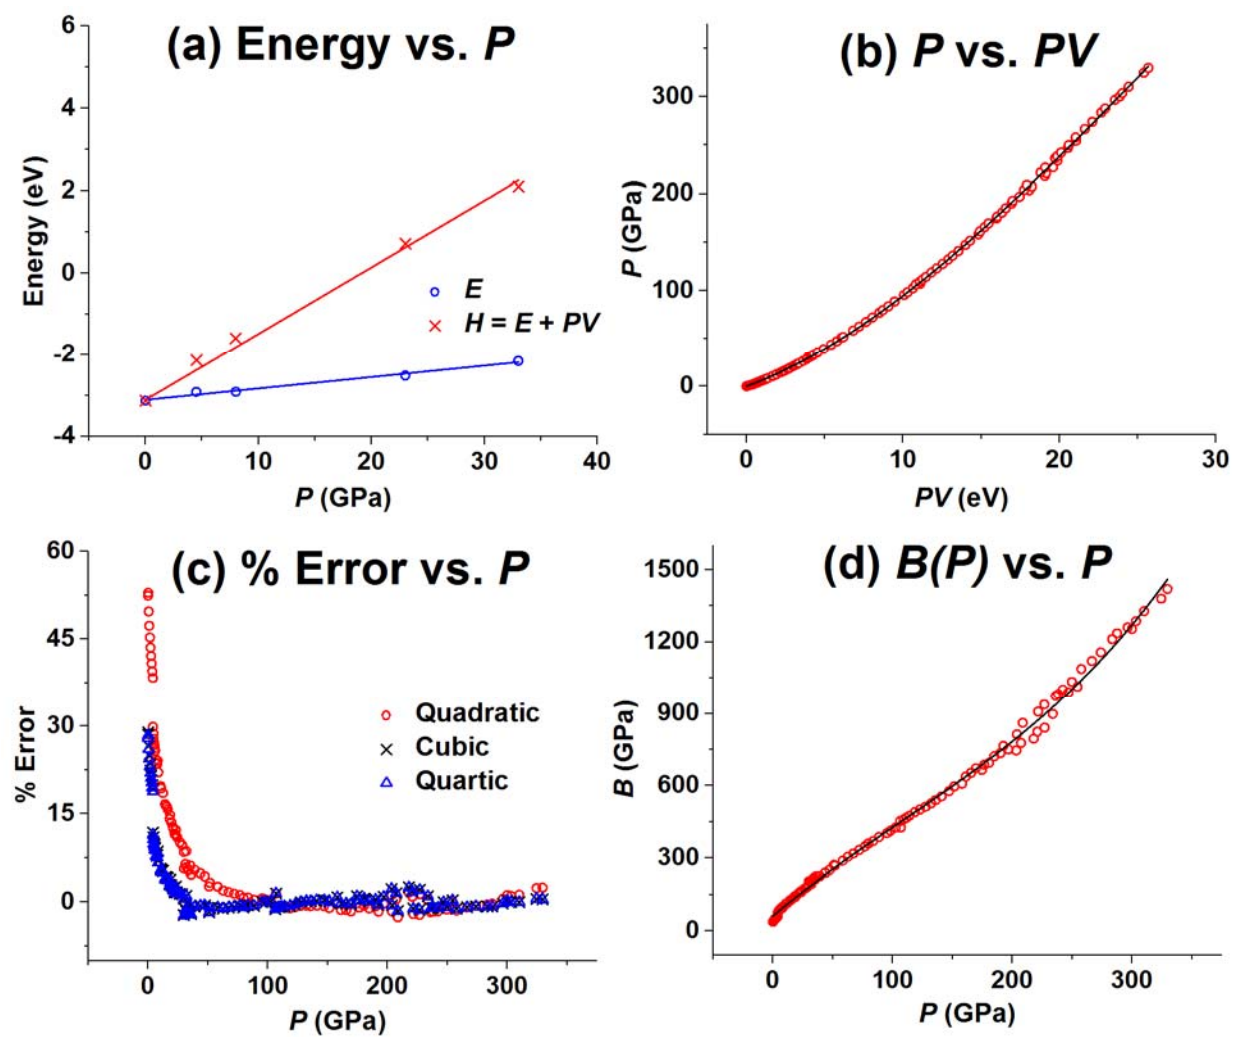 (a) Energy vs. P
6
4
2
0
-2
-4
Energy (eV)
E
H = E + PV
0 10 20 30 40
P (GPa)
(b) P vs. PV
300
200
100
0
P (GPa)
0 10 20 30
PV (eV)
(c) % Error vs. P
60
45
30
15
0
% Error
Quadratic
Cubic
Quartic
0 100 200 300
P (GPa)
(d) B(P) vs. P
1500
1200
900
600
300
0
B (GPa)
0 100 200 300
P (GPa)